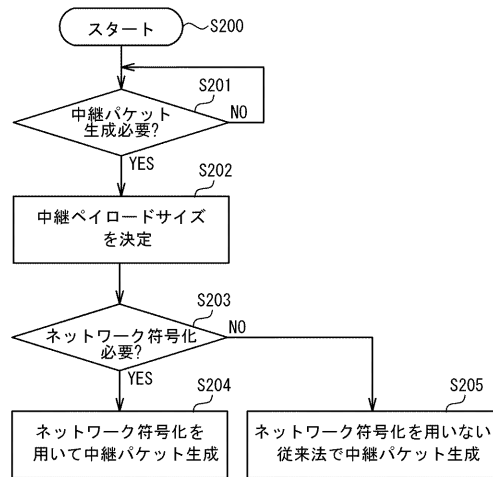 スタート
S200
S201
中継パケット
生成必要?
NO
YES
S202
中継ペイロードサイズ
を決定
S203
ネットワーク符号化
必要?
NO
YES
S204
ネットワーク符号化を
用いて中継パケット生成
S205
ネットワーク符号化を用いない
従来法で中継パケット生成